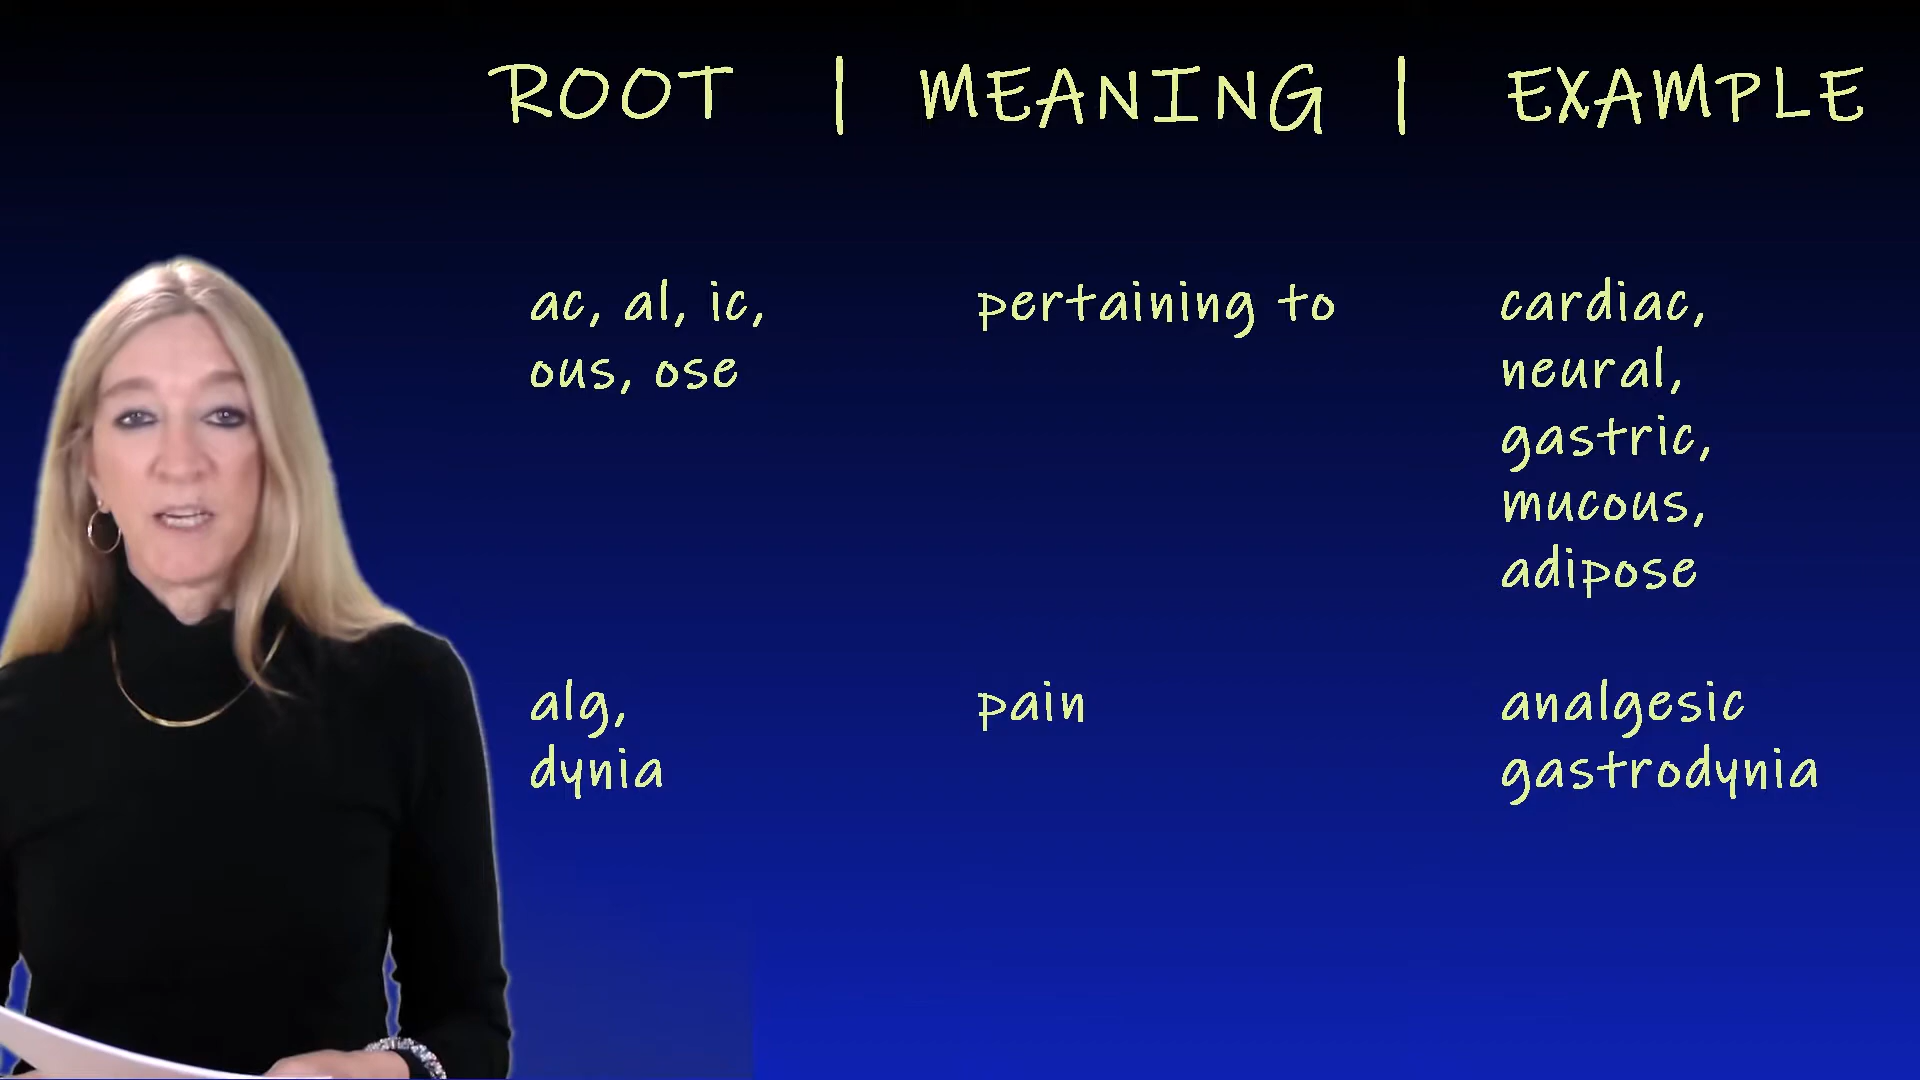 ROOT | MEANING | EXAMPLE
ac, al, ic,
ous, ose
pertaining to
cardiac,
neural,
gastric,
mucous,
adipose
alg,
dynia
pain
analgesic
gastrodynia